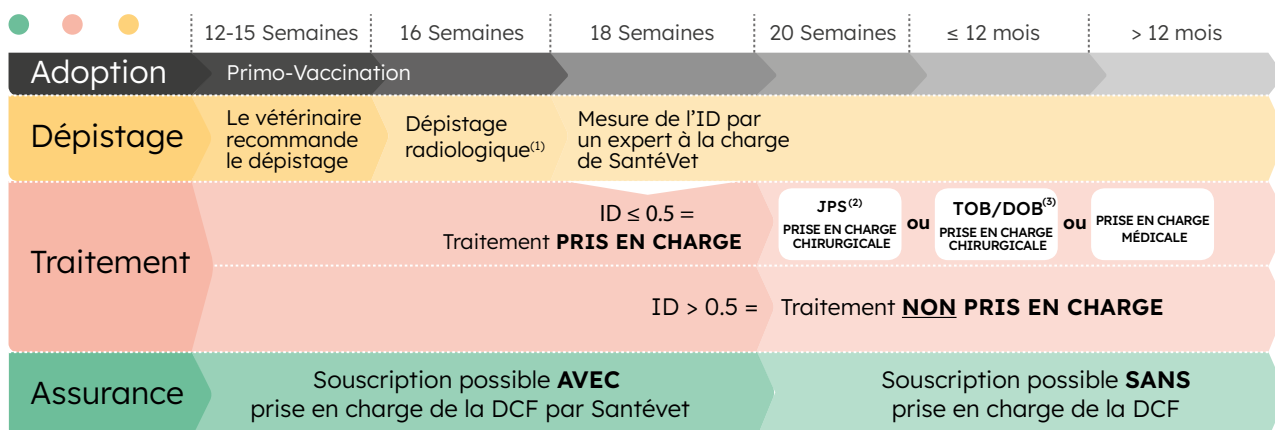 12-15 Semaines
16 Semaines
18 Semaines
20 Semaines
≤ 12 mois
> 12 mois
Adoption
Primo-Vaccination
Dépistage
Le vétérinaire
recommande
le dépistage
Dépistage
radiologique(1)
Mesure de l’ID par
un expert à la charge
de SantéVet
Traitement
ID ≤ 0.5 =
Traitement PRIS EN CHARGE
JPS(2)
PRISE EN CHARGE
CHIRURGICALE
ou
TOB/DOB(3)
PRISE EN CHARGE
CHIRURGICALE
ou
PRISE EN CHARGE
MÉDICALE
ID > 0.5 =
Traitement NON PRIS EN CHARGE
Assurance
Souscription possible AVEC
prise en charge de la DCF par Santévet
Souscription possible SANS
prise en charge de la DCF